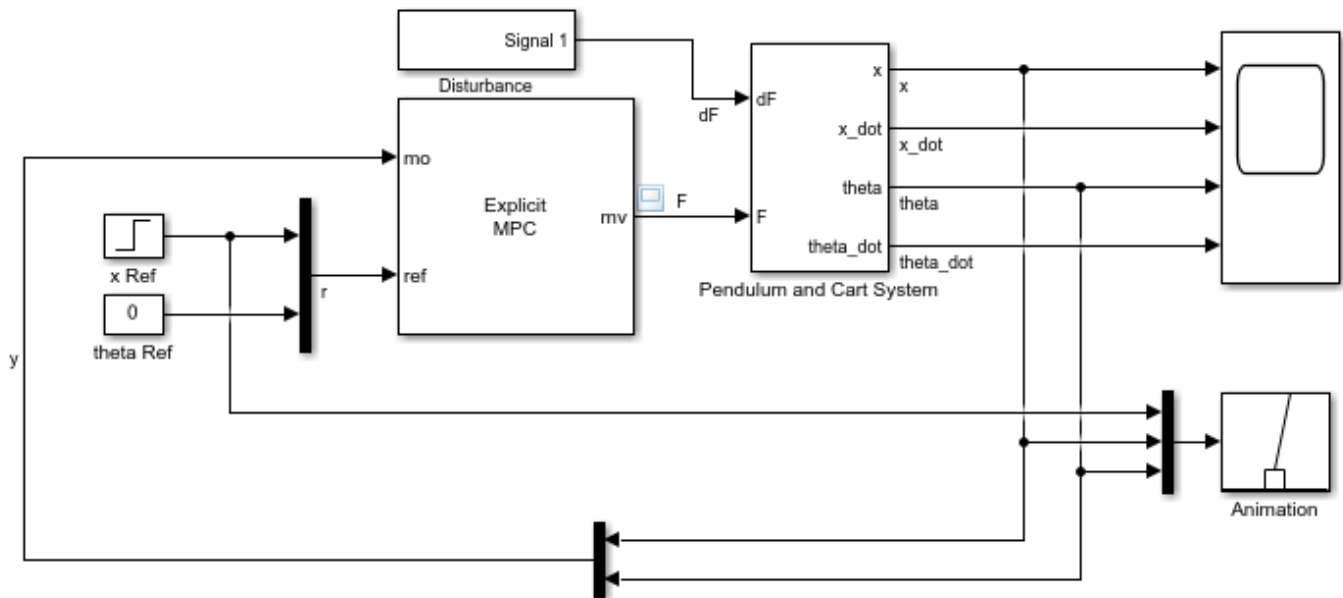 Signal 1
Disturbance
dF
dF
x
x
x_dot
x_dot
theta
theta
theta_dot
theta_dot
F
Pendulum and Cart System
mo
Explicit
MPC
mv
F
ref
x Ref
0
theta Ref
r
y
Animation